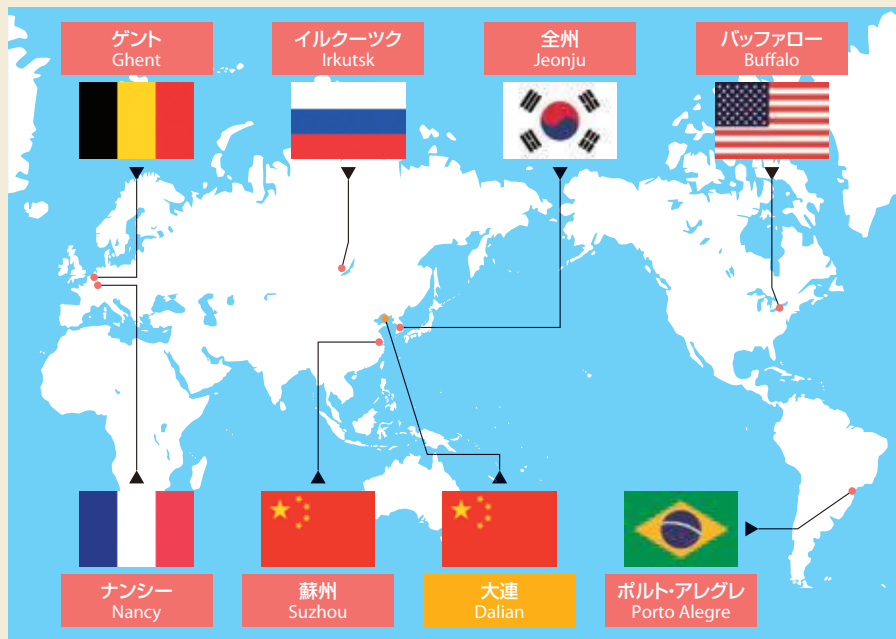 ゲント
Ghent
イルクーツク
Irkutsk
全州
Jeonju
バッファロー
Buffalo
ナンシー
Nancy
蘇州
Suzhou
大連
Dalian
ポルト・アレグレ
Porto Alegre